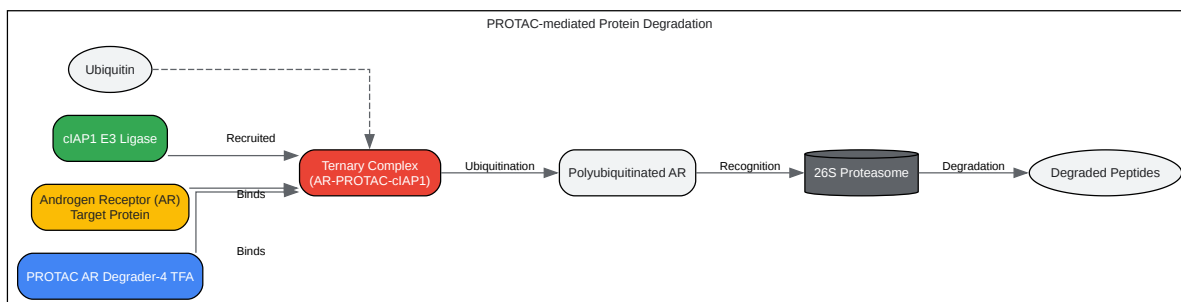 PROTAC-mediated Protein Degradation
Ubiquitin
cIAP1 E3 Ligase
Recruited
Ternary Complex
(AR-PROTAC-cIAP1)
Ubiquitination
Polyubiquitinated AR
Recognition
26S Proteasome
Degradation
Degraded Peptides
Androgen Receptor (AR)
Target Protein
Binds
Binds
PROTAC AR Degrader-4 TFA